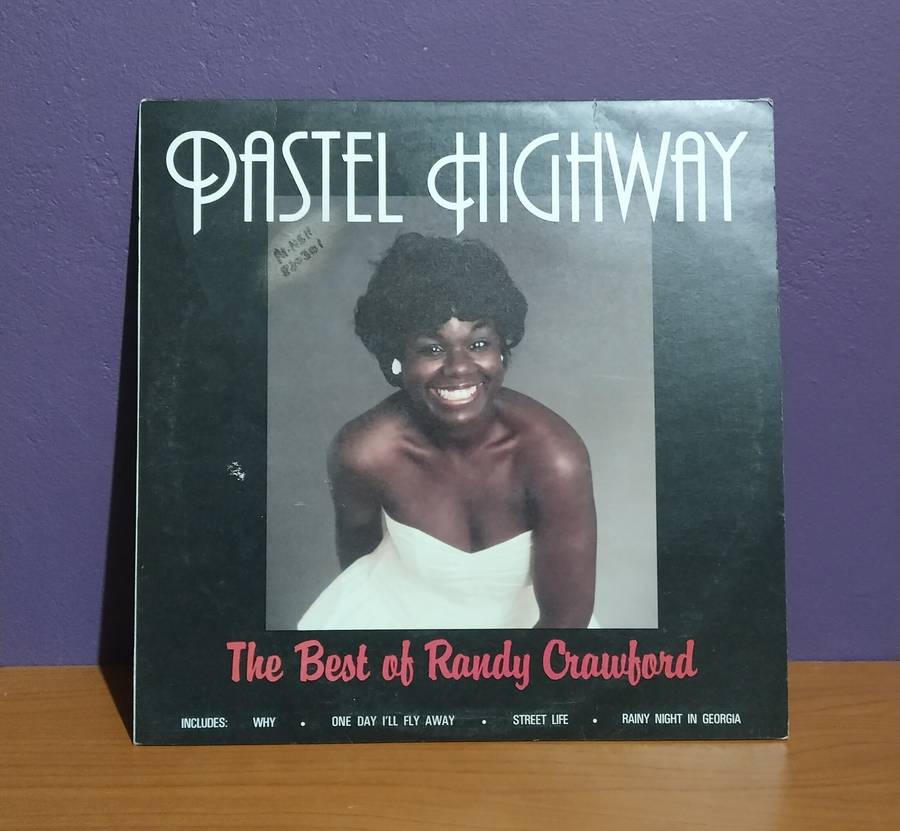 PASTEL HIGHWAY
The Best of Randy Crawford
INCLUDES: WHY • ONE DAY I'LL FLY AWAY • STREET LIFE • RAINY NIGHT IN GEORGIA